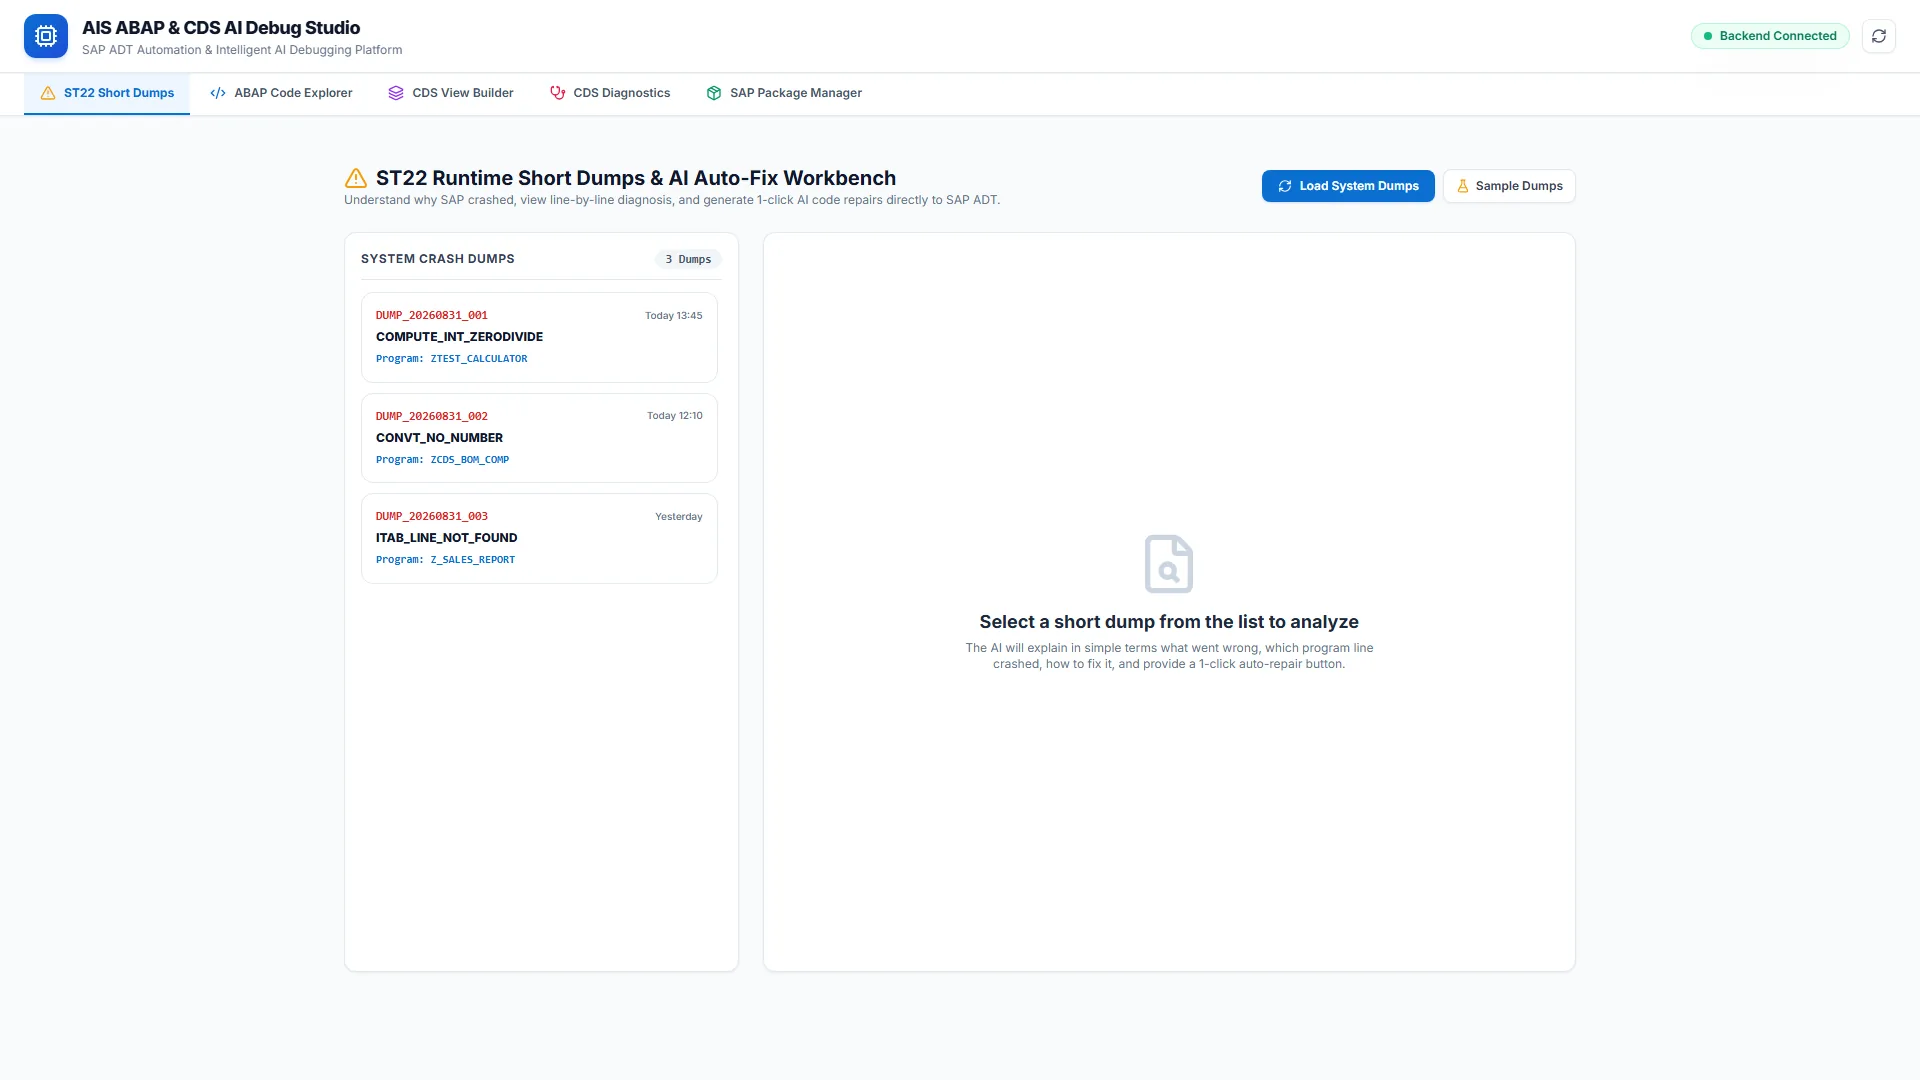 AIS ABAP & CDS AI Debug Studio
SAP ADT Automation & Intelligent AI Debugging Platform
Backend Connected
ST22 Short Dumps
ABAP Code Explorer
CDS View Builder
CDS Diagnostics
SAP Package Manager
ST22 Runtime Short Dumps & AI Auto-Fix Workbench
Understand why SAP crashed, view line-by-line diagnosis, and generate 1-click AI code repairs directly to SAP ADT.
Load System Dumps
Sample Dumps
SYSTEM CRASH DUMPS
3 Dumps
DUMP_20260831_001
Today 13:45
COMPUTE_INT_ZERODIVIDE
Program: ZTEST_CALCULATOR
DUMP_20260831_002
Today 12:10
CONVT_NO_NUMBER
Program: ZCDS_BOM_COMP
DUMP_20260831_003
Yesterday
ITAB_LINE_NOT_FOUND
Program: Z_SALES_REPORT
Select a short dump from the list to analyze
The AI will explain in simple terms what went wrong, which program line
crashed, how to fix it, and provide a 1-click auto-repair button.